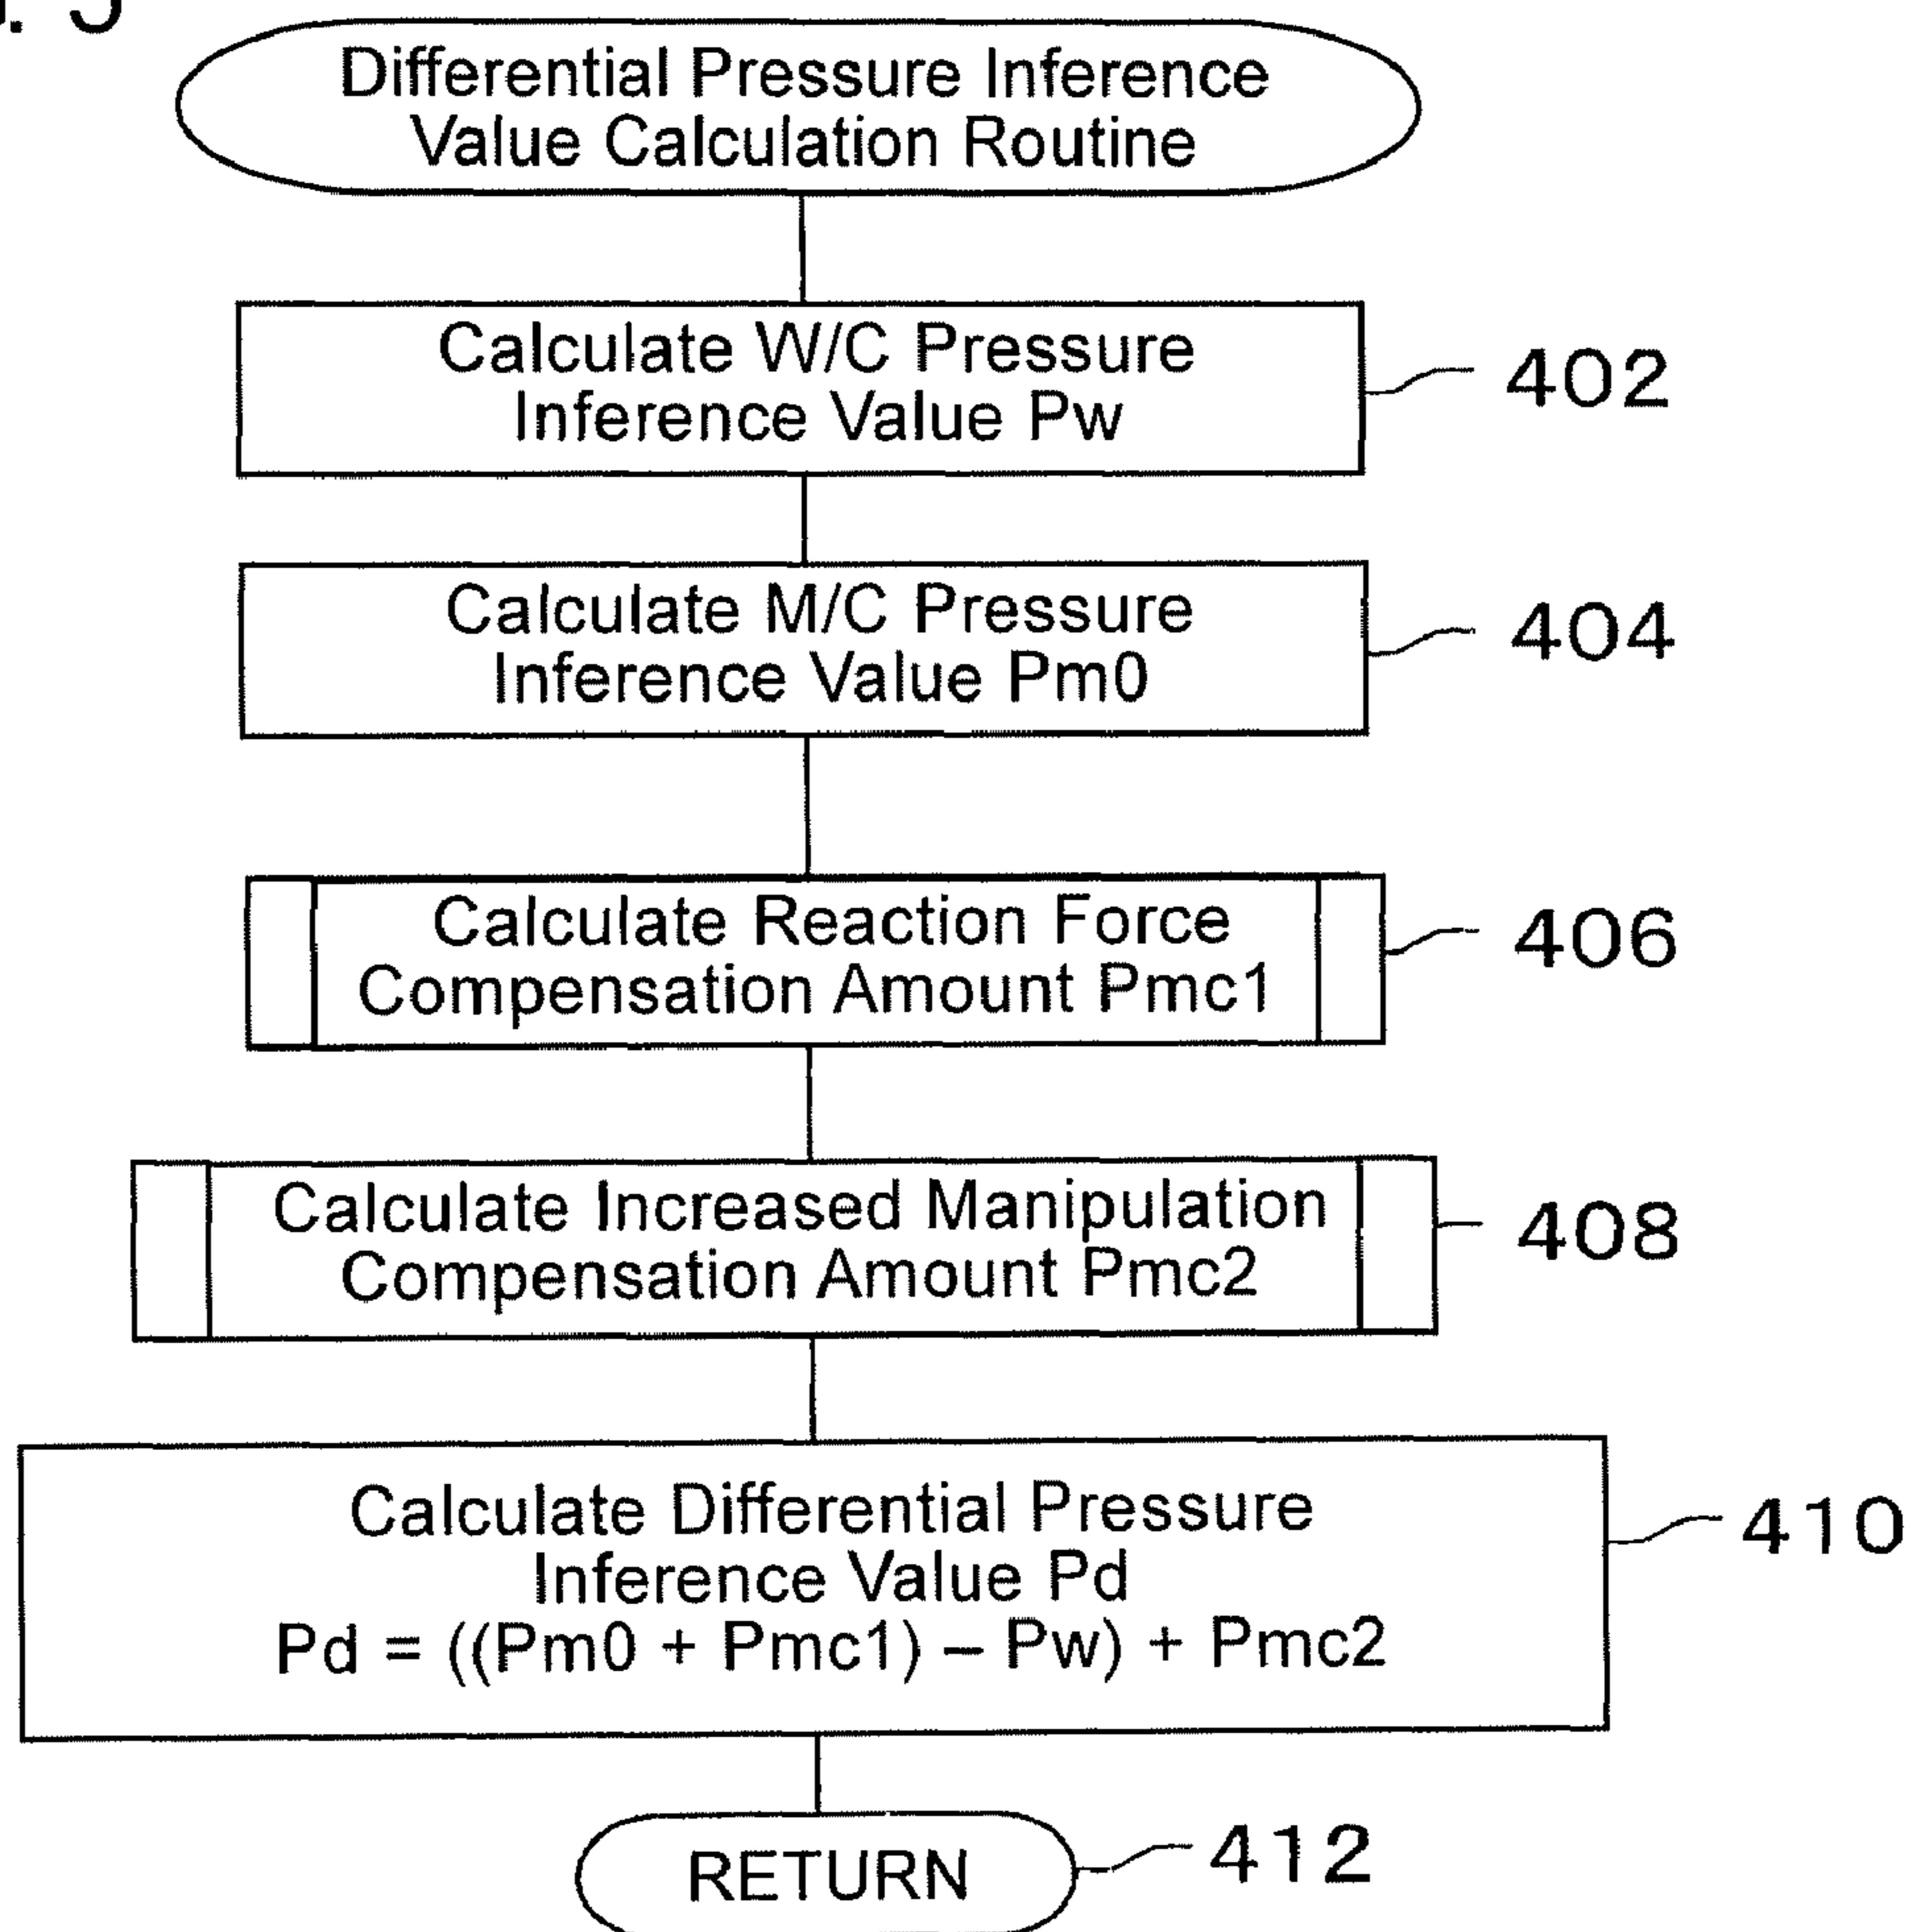 Differential Pressure Inference
Value Calculation Routine
Calculate W/C Pressure
Inference Value Pw
402
Calculate M/C Pressure
Inference Value Pm0
404
Calculate Reaction Force
Compensation Amount Pmc1
406
Calculate Increased Manipulation
Compensation Amount Pmc2
408
Calculate Differential Pressure
Inference Value Pd
Pd = ((Pm0 + Pmc1) – Pw) + Pmc2
410
RETURN
412